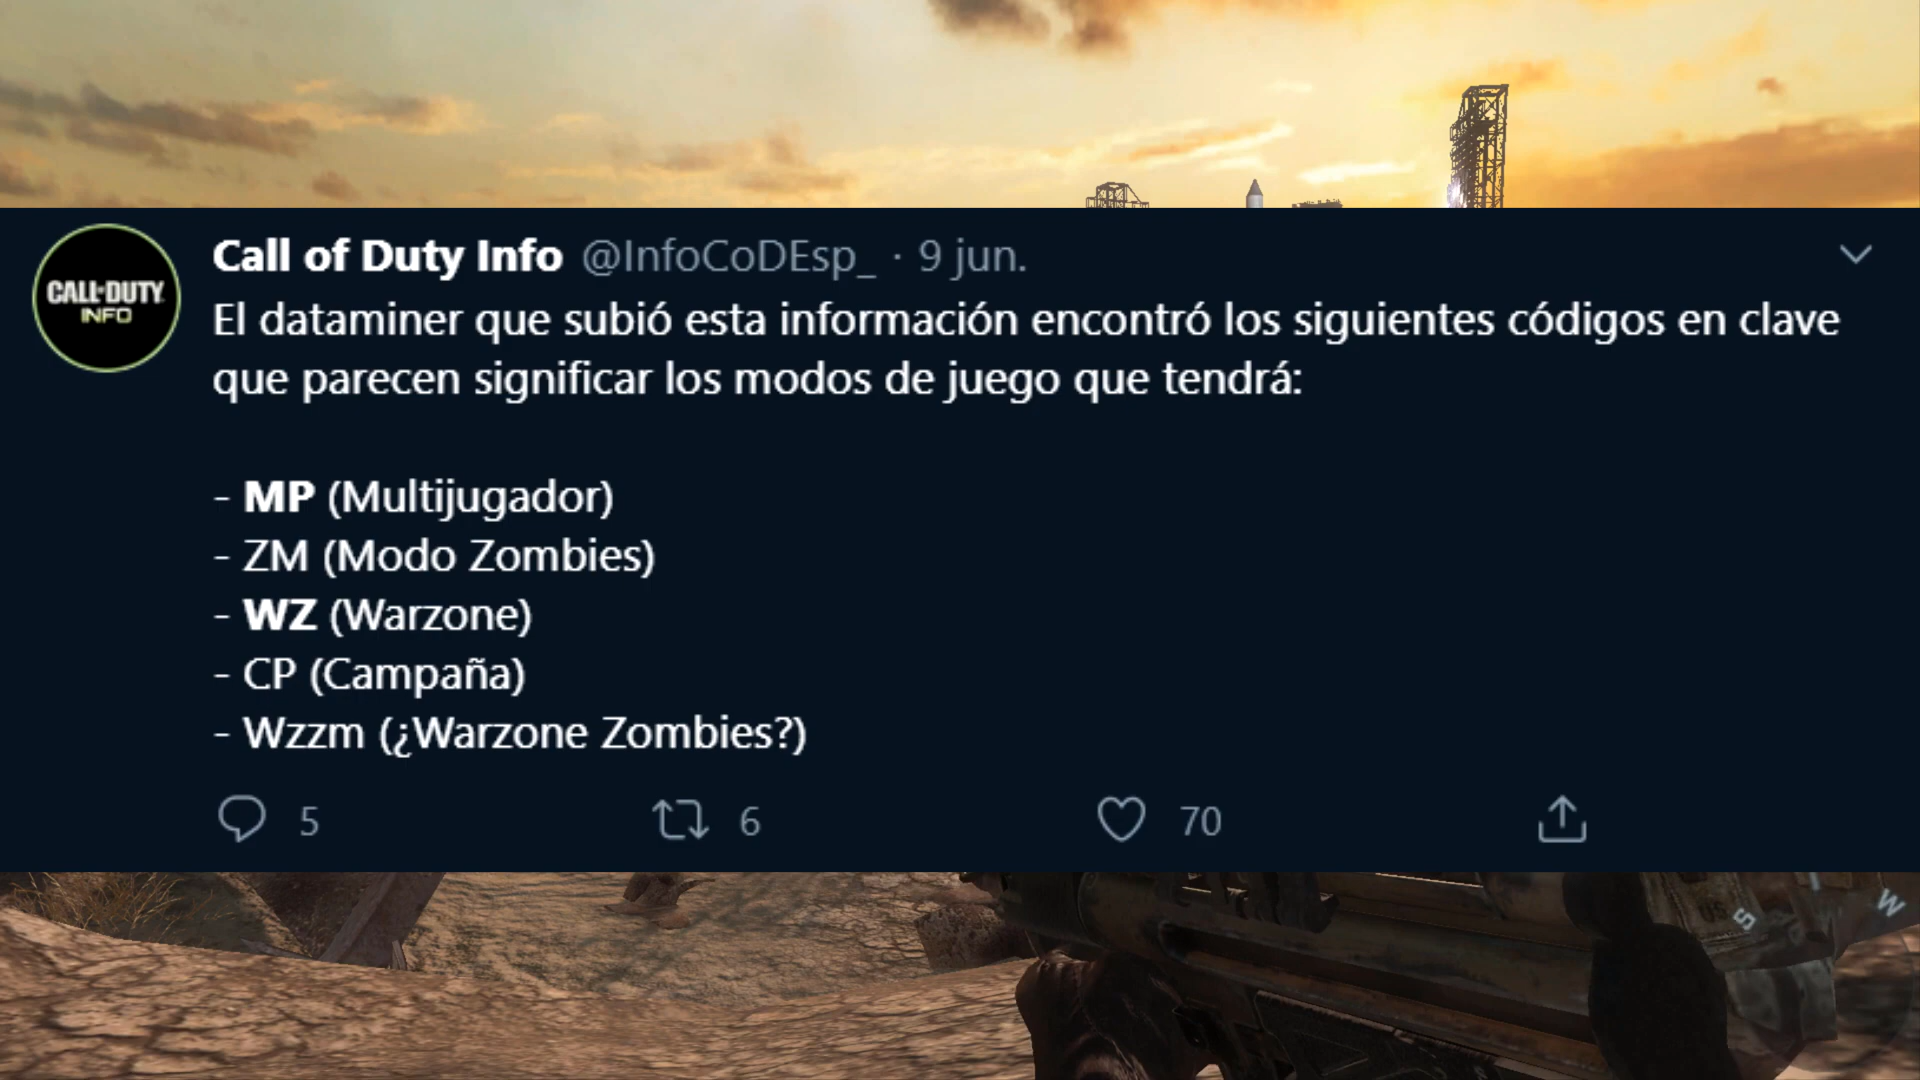 Call of Duty Info @InfoCoDEsp_ · 9 jun.
CALL OF DUTY
INFO
El dataminer que subió esta información encontró los siguientes códigos en clave
que parecen significar los modos de juego que tendrá:
- MP (Multijugador)
- ZM (Modo Zombies)
- WZ (Warzone)
- CP (Campaña)
- Wzzm (¿Warzone Zombies?)
5 6 70
S W